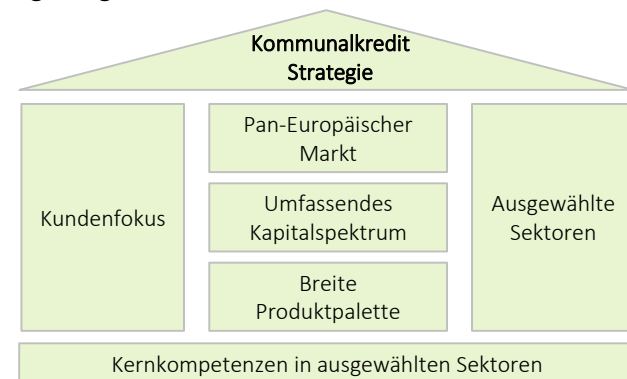 Kommunalkredit
Strategie
Kundenfokus
Pan-Europäischer
Markt
Umfassendes
Kapitalspektrum
Breite
Produktpalette
Ausgewählte
Sektoren
Kernkompetenzen in ausgewählten Sektoren